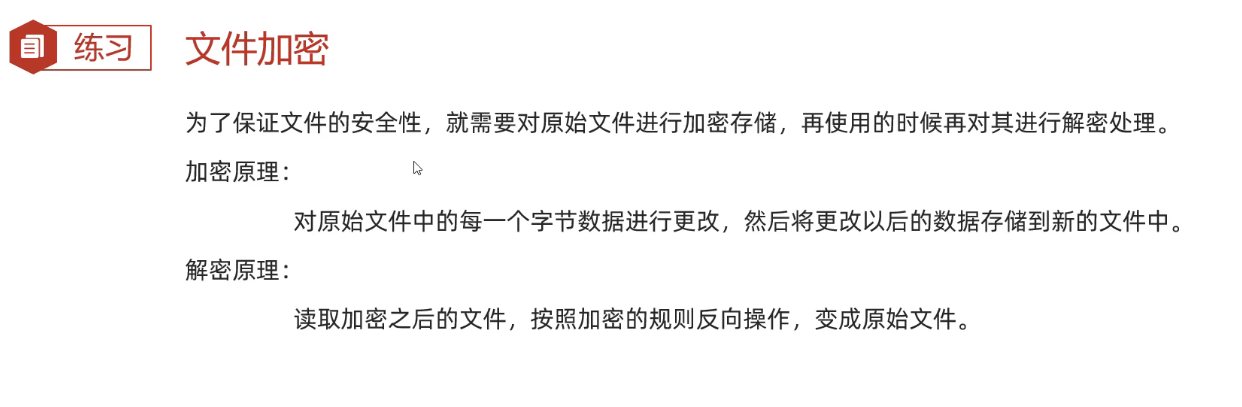 练习 文件加密
为了保证文件的安全性，就需要对原始文件进行加密存储，再使用的时候再对其进行解密处理。
加密原理：
对原始文件中的每一个字节数据进行更改，然后将更改以后的数据存储到新的文件中。
解密原理：
读取加密之后的文件，按照加密的规则反向操作，变成原始文件。